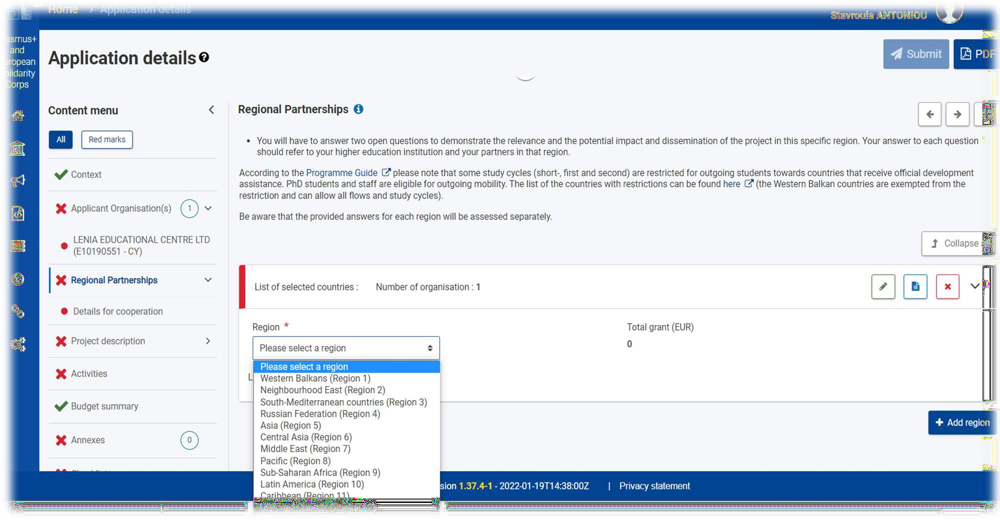 Home > Application details
Stavroula ANTONIOU
and
Corps
Application details
Submit
PDF
Content menu
All
Red marks
Context
Applicant Organisation(s) 1
LENIA EDUCATIONAL CENTRE LTD
(E10190551 - CY)
Regional Partnerships
Details for cooperation
Project description
Activities
Budget summary
Annexes 0
Regional Partnerships
• You will have to answer two open questions to demonstrate the relevance and the potential impact and dissemination of the project in this specific region. Your answer to each question
should refer to your higher education institution and your partners in that region.
According to the Programme Guide please note that some study cycles (short-, first and second) are restricted for outgoing students towards countries that receive official development
assistance. PhD students and staff are eligible for outgoing mobility. The list of the countries with restrictions can be found here (the Western Balkan countries are exempted from the
restriction and can allow all flows and study cycles).
Be aware that the provided answers for each region will be assessed separately.
Collapse all
List of selected countries : Number of organisation : 1
Region *
Total grant (EUR)
Please select a region
0
Please select a region
Western Balkans (Region 1)
Neighbourhood East (Region 2)
South-Mediterranean countries (Region 3)
Russian Federation (Region 4)
Asia (Region 5)
Central Asia (Region 6)
Middle East (Region 7)
Pacific (Region 8)
Sub-Saharan Africa (Region 9)
Latin America (Region 10)
Caribbean (Region 11)
+ Add region
sion 1.37.4-1 - 2022-01-19T14:38:00Z | Privacy statement